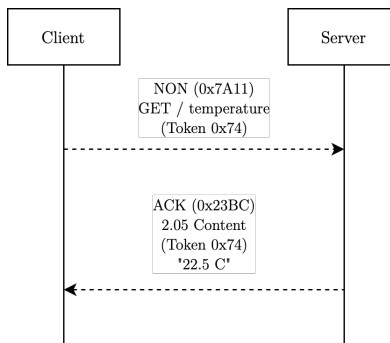 Client
Server
NON (0x7A11)
GET / temperature
(Token 0x74)
ACK (0x23BC)
2.05 Content
(Token 0x74)
"22.5 C"